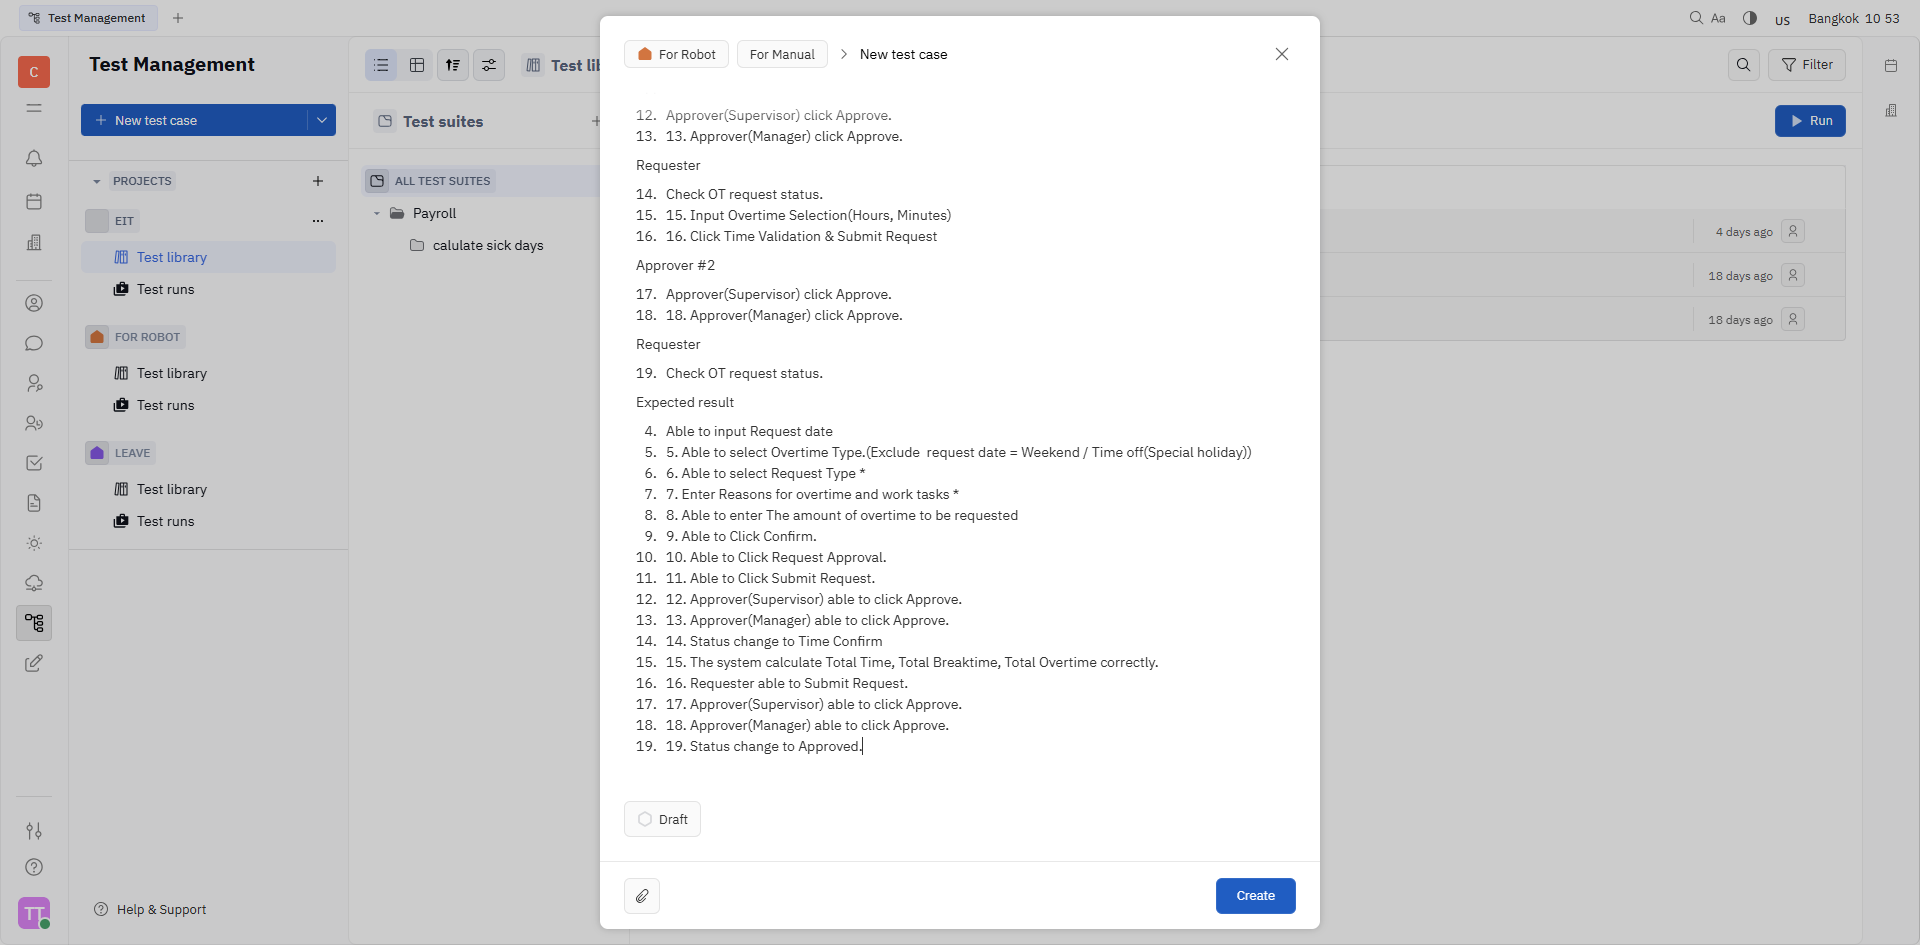 Test Management
Aa
US
Bangkok 10 53
C
Test Management
New test case
PROJECTS
EIT
Test library
Test runs
FOR ROBOT
Test library
Test runs
LEAVE
Test library
Test runs
Help & Support
TT
Test lib
Filter
Test suites
Run
ALL TEST SUITES
Payroll
calulate sick days
4 days ago
18 days ago
18 days ago
For Robot
For Manual
New test case
12. Approver(Supervisor) click Approve.
13. 13. Approver(Manager) click Approve.
Requester
14. Check OT request status.
15. 15. Input Overtime Selection(Hours, Minutes)
16. 16. Click Time Validation & Submit Request
Approver #2
17. Approver(Supervisor) click Approve.
18. 18. Approver(Manager) click Approve.
Requester
19. Check OT request status.
Expected result
4. Able to input Request date
5. 5. Able to select Overtime Type.(Exclude  request date = Weekend / Time off(Special holiday))
6. 6. Able to select Request Type *
7. 7. Enter Reasons for overtime and work tasks *
8. 8. Able to enter The amount of overtime to be requested
9. 9. Able to Click Confirm.
10. 10. Able to Click Request Approval.
11. 11. Able to Click Submit Request.
12. 12. Approver(Supervisor) able to click Approve.
13. 13. Approver(Manager) able to click Approve.
14. 14. Status change to Time Confirm
15. 15. The system calculate Total Time, Total Breaktime, Total Overtime correctly.
16. 16. Requester able to Submit Request.
17. 17. Approver(Supervisor) able to click Approve.
18. 18. Approver(Manager) able to click Approve.
19. 19. Status change to Approved.
Draft
Create